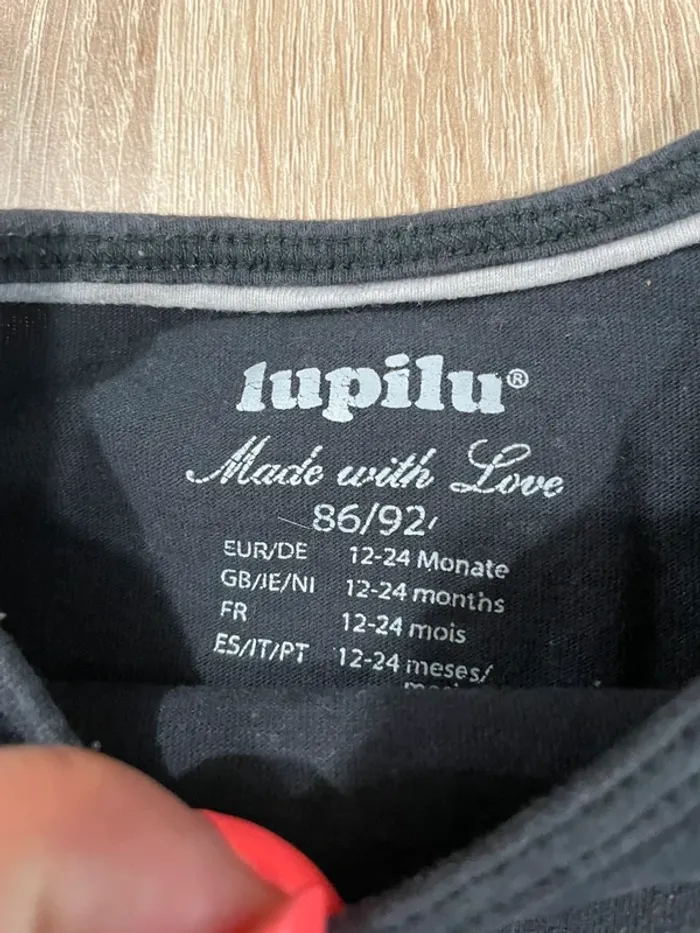 lupilu®
Made with Love
86/92
EUR/DE 12-24 Monate
GB/IE/NI 12-24 months
FR 12-24 mois
ES/IT/PT 12-24 meses/